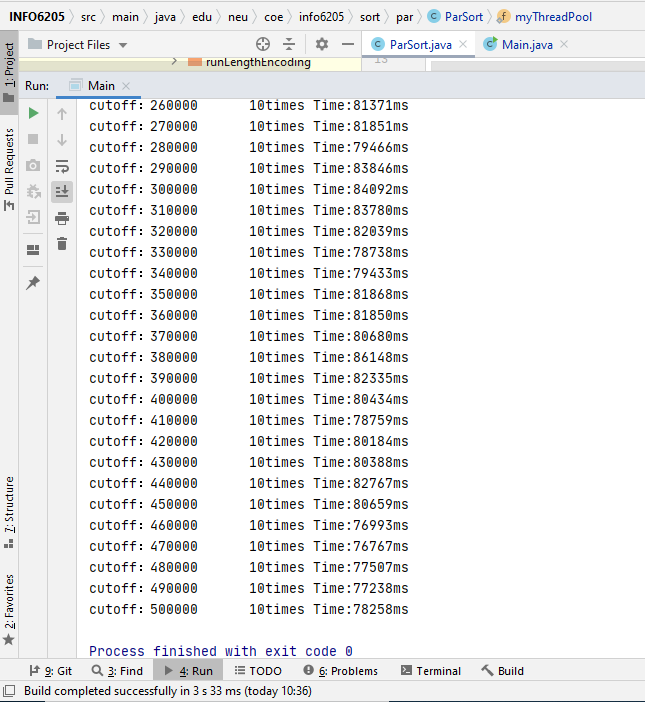 INFO6205 › src › main › java › edu › neu › coe › info6205 › sort › par › ParSort › myThreadPool
Project Files
ParSort.java
Main.java
runLengthEncoding
13
Run: Main
cutoff：260000 10times Time:81371ms
cutoff：270000 10times Time:81851ms
cutoff：280000 10times Time:79466ms
cutoff：290000 10times Time:83846ms
cutoff：300000 10times Time:84092ms
cutoff：310000 10times Time:83780ms
cutoff：320000 10times Time:82039ms
cutoff：330000 10times Time:78738ms
cutoff：340000 10times Time:79433ms
cutoff：350000 10times Time:81868ms
cutoff：360000 10times Time:81850ms
cutoff：370000 10times Time:80680ms
cutoff：380000 10times Time:86148ms
cutoff：390000 10times Time:82335ms
cutoff：400000 10times Time:80434ms
cutoff：410000 10times Time:78759ms
cutoff：420000 10times Time:80184ms
cutoff：430000 10times Time:80388ms
cutoff：440000 10times Time:82767ms
cutoff：450000 10times Time:80659ms
cutoff：460000 10times Time:76993ms
cutoff：470000 10times Time:76767ms
cutoff：480000 10times Time:77507ms
cutoff：490000 10times Time:77238ms
cutoff：500000 10times Time:78258ms
Process finished with exit code 0
1: Project
Pull Requests
7: Structure
2: Favorites
9: Git 3: Find 4: Run TODO 6: Problems Terminal Build
Build completed successfully in 3 s 33 ms (today 10:36)